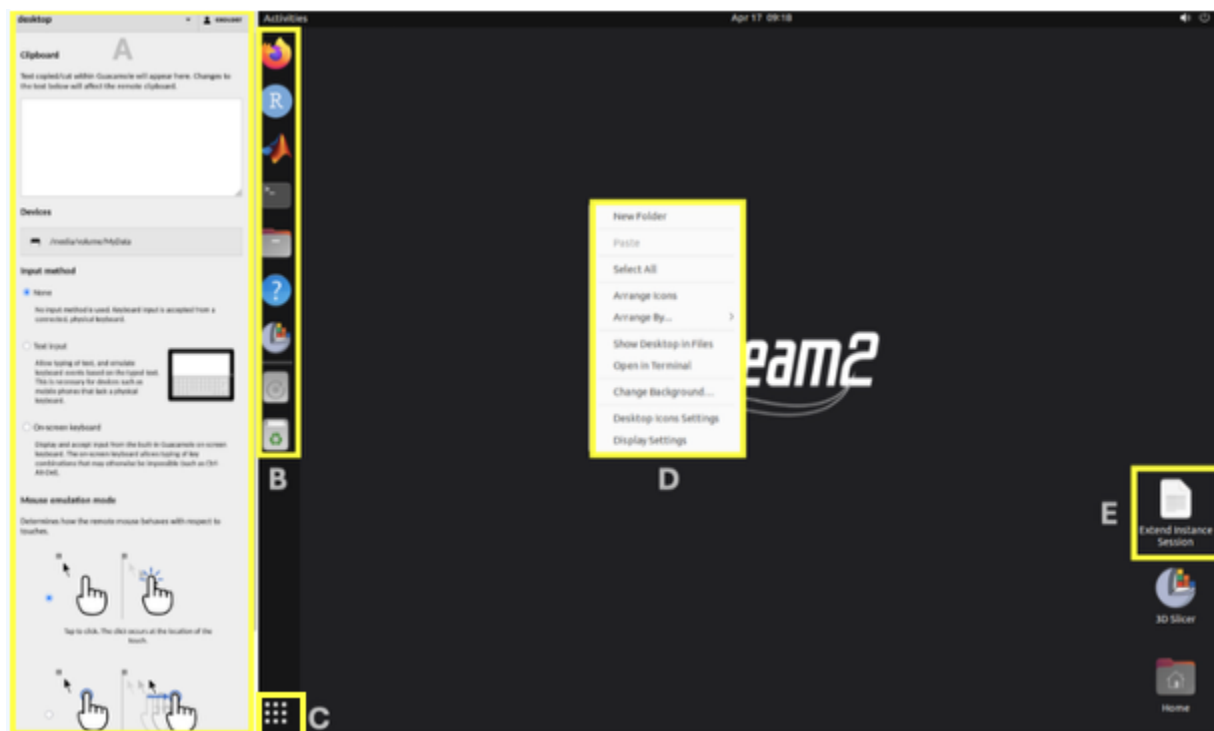 desktop
Activities
Apr 17 09:18
A
Clipboard
Text copied/cut within Guacamole will appear here. Changes to
the text below will affect the remote clipboard.
Devices
/media/volume/MyData
Input method
None
No input method is used. Keyboard input is accepted from a
connected, physical keyboard.
Text input
Allow typing of text, and emulate
keyboard events based on the typed text.
This is necessary for devices such as
mobile phones that lack a physical
keyboard.
On-screen keyboard
Display and accept input from the built-in Guacamole on-screen
keyboard. The on-screen keyboard allows typing of key
combinations that may otherwise be impossible (such as Ctrl-
Alt-Del).
Mouse emulation mode
Determines how the remote mouse behaves with respect to
touches.
Tap to click. The click occurs at the location of the
touch.
R
?
B
C
New Folder
Paste
Select All
Arrange Icons
Arrange By...
Show Desktop in Files
Open in Terminal
Change Background...
Desktop Icons Settings
Display Settings
D
eam2
E
Extend Instance
Session
3D Slicer
Home